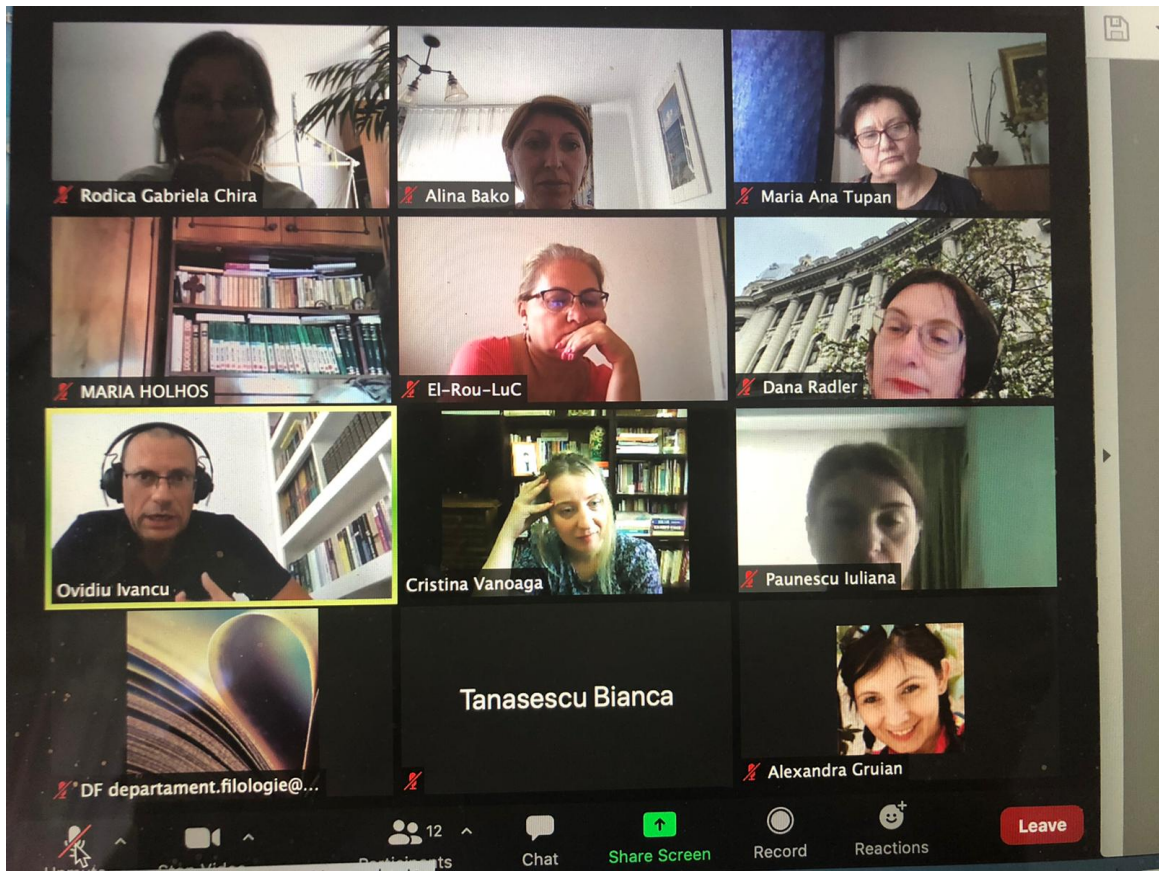 Rodica Gabriela Chira
Alina Bako
Maria Ana Tupan
MARIA HOLHOS
El-Rou-LuC
Dana Radler
Ovidiu Ivancu
Cristina Vanoaga
Paunescu Iuliana
DF departament.filologie@...
Tanasescu Bianca
Alexandra Gruian
12
Participants
Chat
Share Screen
Record
Reactions
Leave